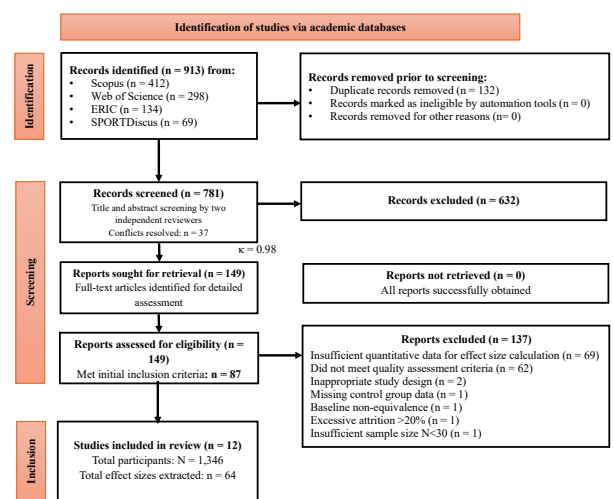 Identification of studies via academic databases
Identification
Records identified (n = 913) from:
• Scopus (n = 412)
• Web of Science (n = 298)
• ERIC (n = 134)
• SPORTDiscus (n = 69)
Records removed prior to screening:
• Duplicate records removed (n = 132)
• Records marked as ineligible by automation tools (n = 0)
• Records removed for other reasons (n= 0)
Screening
Records screened (n = 781)
Title and abstract screening by two
independent reviewers
Conflicts resolved: n = 37
Records excluded (n = 632)
κ = 0.98
Reports sought for retrieval (n = 149)
Full-text articles identified for detailed
assessment
Reports not retrieved (n = 0)
All reports successfully obtained
Reports assessed for eligibility (n =
149)
Met initial inclusion criteria: n = 87
Reports excluded (n = 137)
Insufficient quantitative data for effect size calculation (n = 69)
Did not meet quality assessment criteria (n = 62)
Inappropriate study design (n = 2)
Missing control group data (n = 1)
Baseline non-equivalence (n = 1)
Excessive attrition >20% (n = 1)
Insufficient sample size N<30 (n = 1)
Inclusion
Studies included in review (n = 12)
Total participants: N = 1,346
Total effect sizes extracted: n = 64